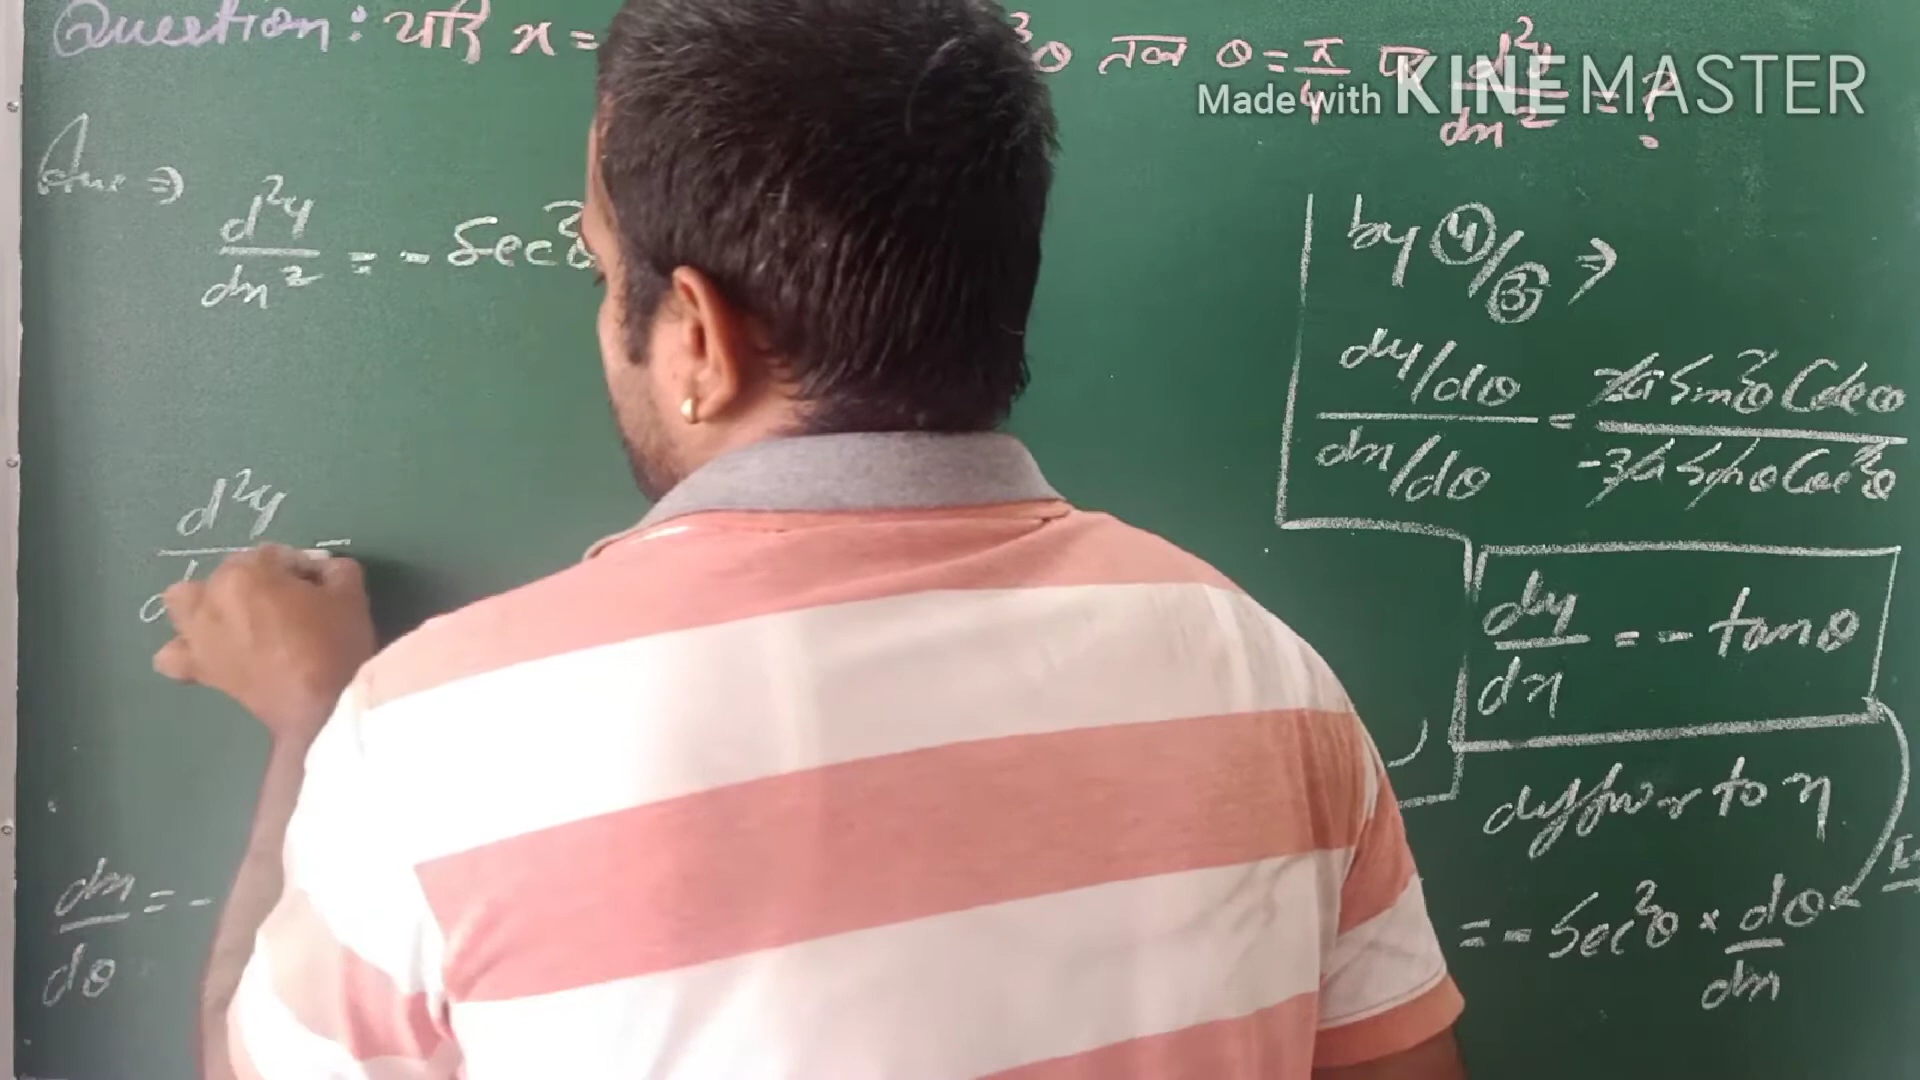 Question: यदि x = ³θ तब θ = π/4 पर d²y/dx² = ?
Made with KINEMASTER
Ans ⇒
d²y/dx² = - Sec²θ
d²y
dx/dθ = -
by ④/③ ⇒
dy/dθ / dx/dθ = 3a Sin²θ Cosθ / -3a Sinθ Cos²θ
dy/dx = - tanθ
diff w r to x
= - Sec²θ × dθ/dx